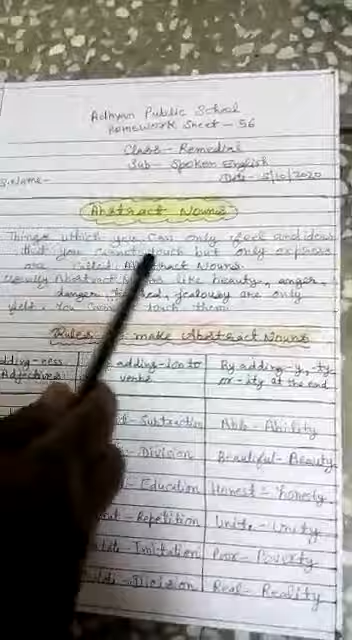 Adhyan Public School
Homework Sheet - 56
Class - Remedial
Sub - Spoken English
S. Name - Date - 5/10/2020
Abstract Nouns
Things which you can only feel and
that you cannot touch but only express
are called Abstract Nouns.
Usually Abstract like beauty, anger,
danger, jealousy are only
You touch them.
Rules make Abstract Nouns
adding-ness adding-ion to By adding-y, -ty
Adjectives verbs or -ity at the end
Subtraction Able - Ability
Division Beautiful - Beauty
Education Honest - honesty
Repetition Unite - Unity
Imitation Poor - Poverty
Dicision Real - Reality